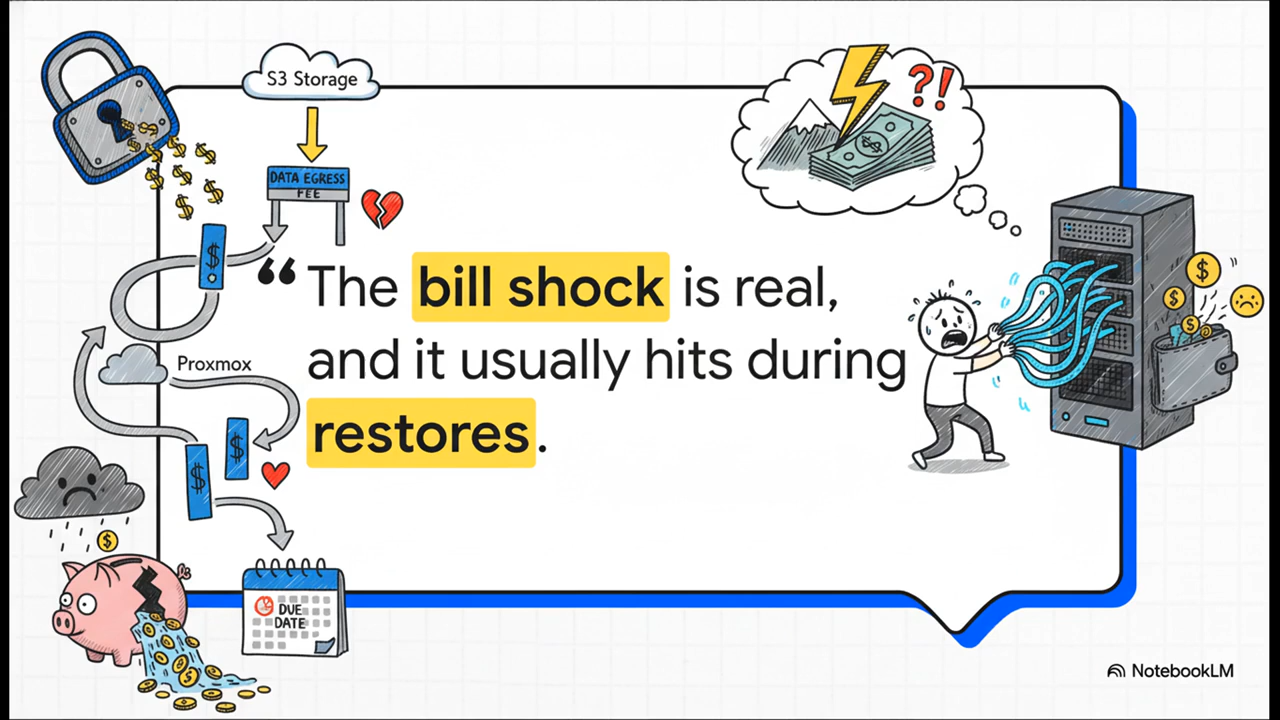 S3 Storage
DATA EGRESS
FEE
?!
“The bill shock is real,
and it usually hits during
restores.
Proxmox
DUE
DATE
NotebookLM